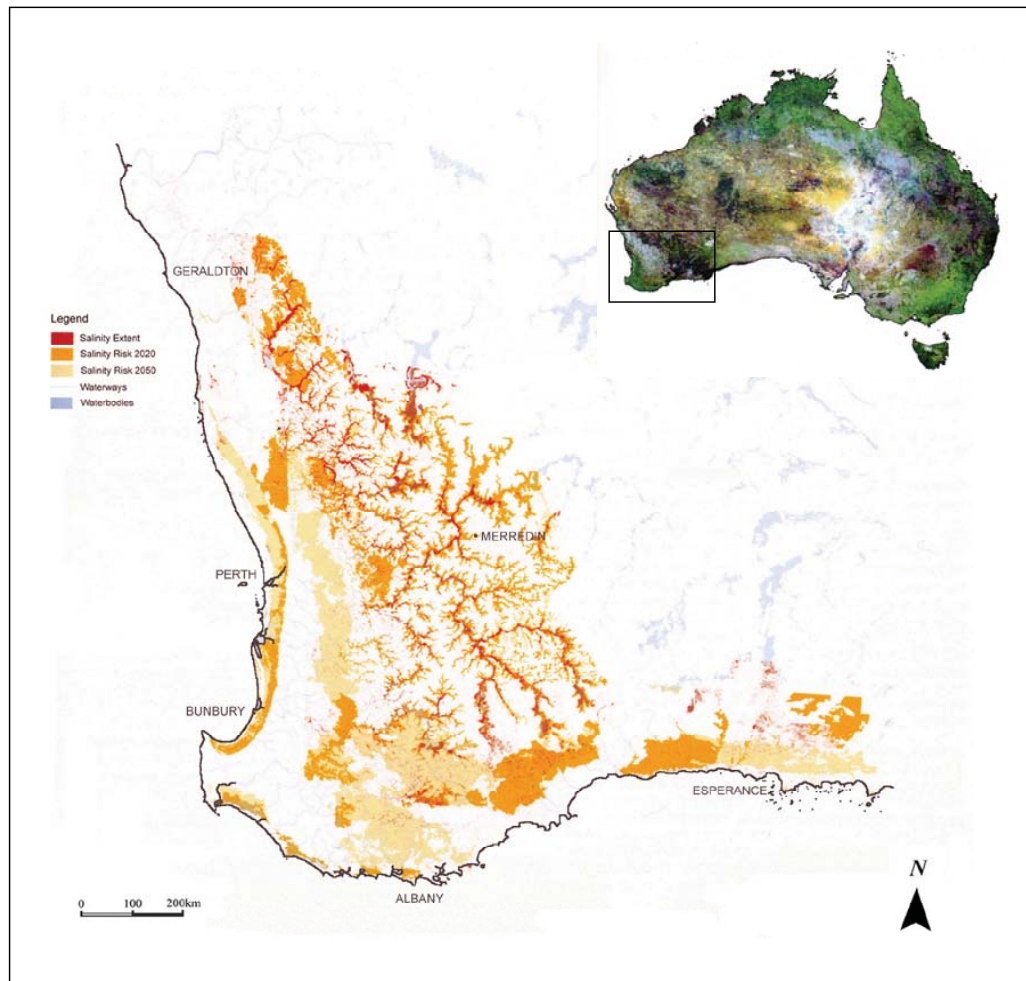 GERALDTON
Legend
Salinity Extent
Salinity Risk 2020
Salinity Risk 2050
Waterways
Waterbodies
MERREDIN
PERTH
BUNBURY
ESPERANCE
ALBANY
N
0 100 200km